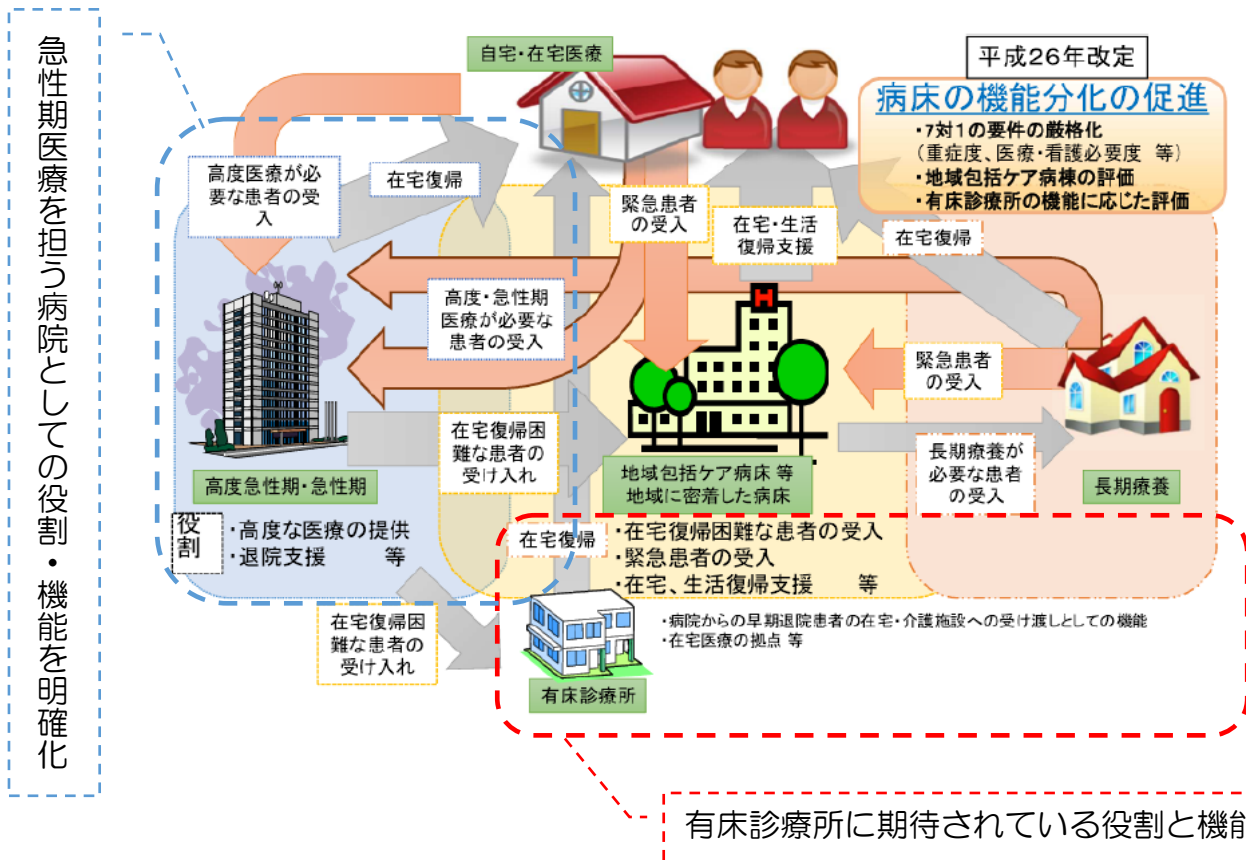 急性期医療を担う病院としての役割・機能を明確化
自宅・在宅医療
平成26年改定
病床の機能分化の促進
・7対1の要件の厳格化
（重症度、医療・看護必要度 等）
・地域包括ケア病棟の評価
・有床診療所の機能に応じた評価
高度医療が必
要な患者の受
入
在宅復帰
緊急患者
の受入
在宅・生活
復帰支援
在宅復帰
高度・急性期
医療が必要な
患者の受入
H
緊急患者
の受入
在宅復帰困
難な患者の
受け入れ
長期療養が
必要な患者
の受入
高度急性期・急性期
地域包括ケア病床 等
地域に密着した病床
長期療養
役
割
・高度な医療の提供
・退院支援 等
在宅復帰
・在宅復帰困難な患者の受入
・緊急患者の受入
・在宅、生活復帰支援 等
在宅復帰困
難な患者の
受け入れ
・病院からの早期退院患者の在宅・介護施設への受け渡しとしての機能
・在宅医療の拠点 等
有床診療所
有床診療所に期待されている役割と機能